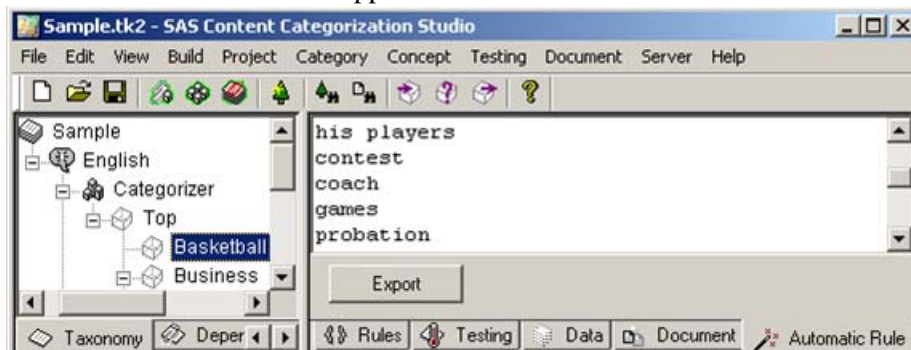 Sample.tk2 - SAS Content Categorization Studio
File Edit View Build Project Category Concept Testing Document Server Help
Sample
English
Categorizer
Top
Basketball
Business
his players
contest
coach
games
probation
Export
Taxonomy Deper
Rules Testing Data Document Automatic Rule